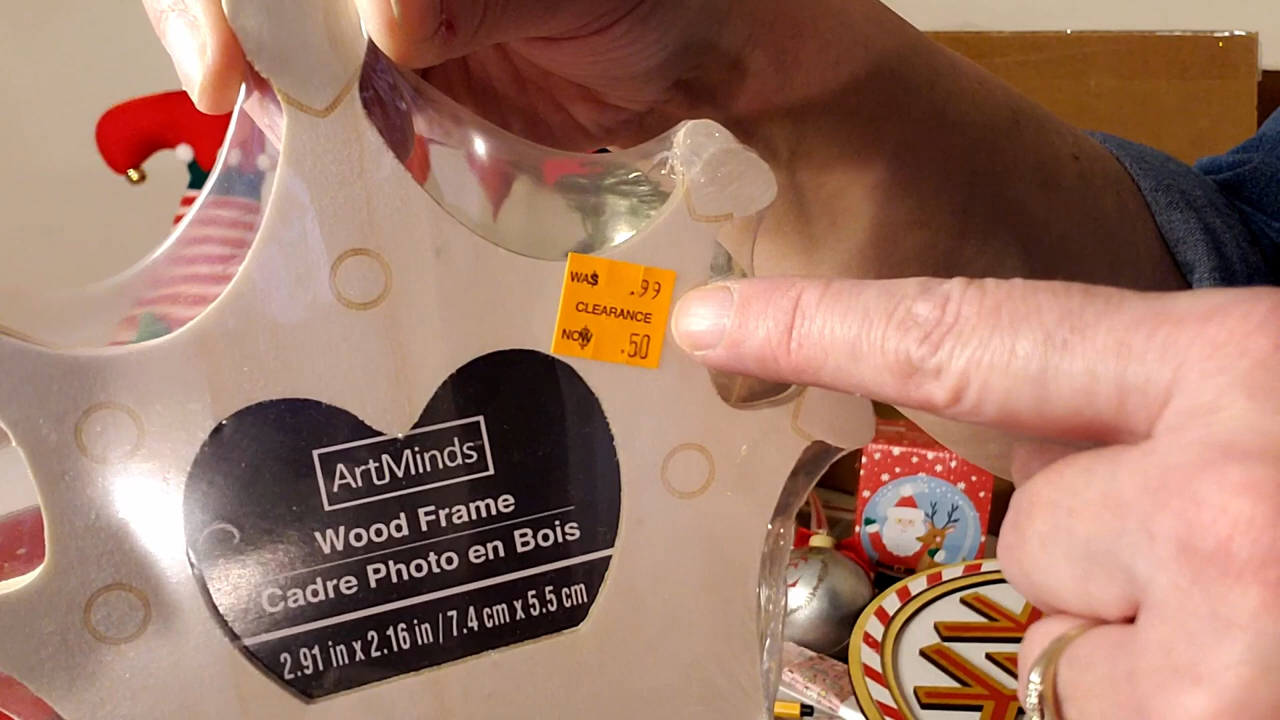 WAS $ .99
CLEARANCE
NOW $ .50
ArtMinds
Wood Frame
Cadre Photo en Bois
2.91 in x 2.16 in / 7.4 cm x 5.5 cm